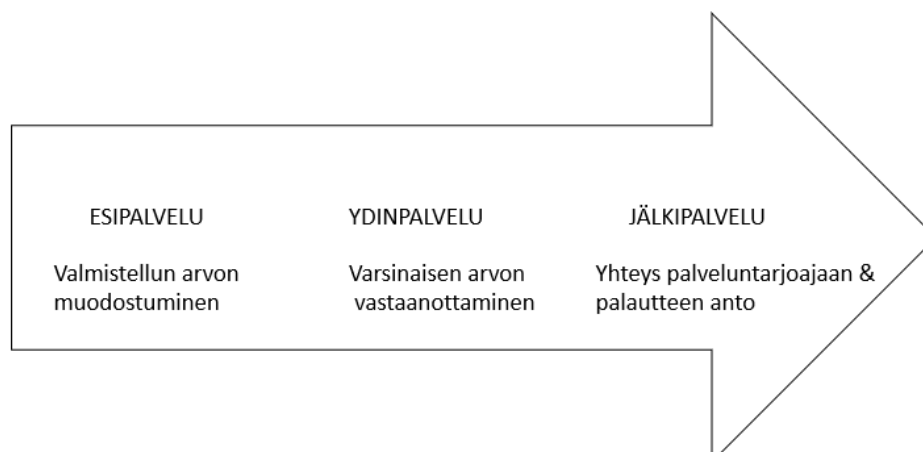 ESIPALVELU
Valmistellun arvon
muodostuminen
YDINPALVELU
Varsinaisen arvon
vastaanottaminen
JÄLKIPALVELU
Yhteys palveluntarjoajaan &
palautteen anto